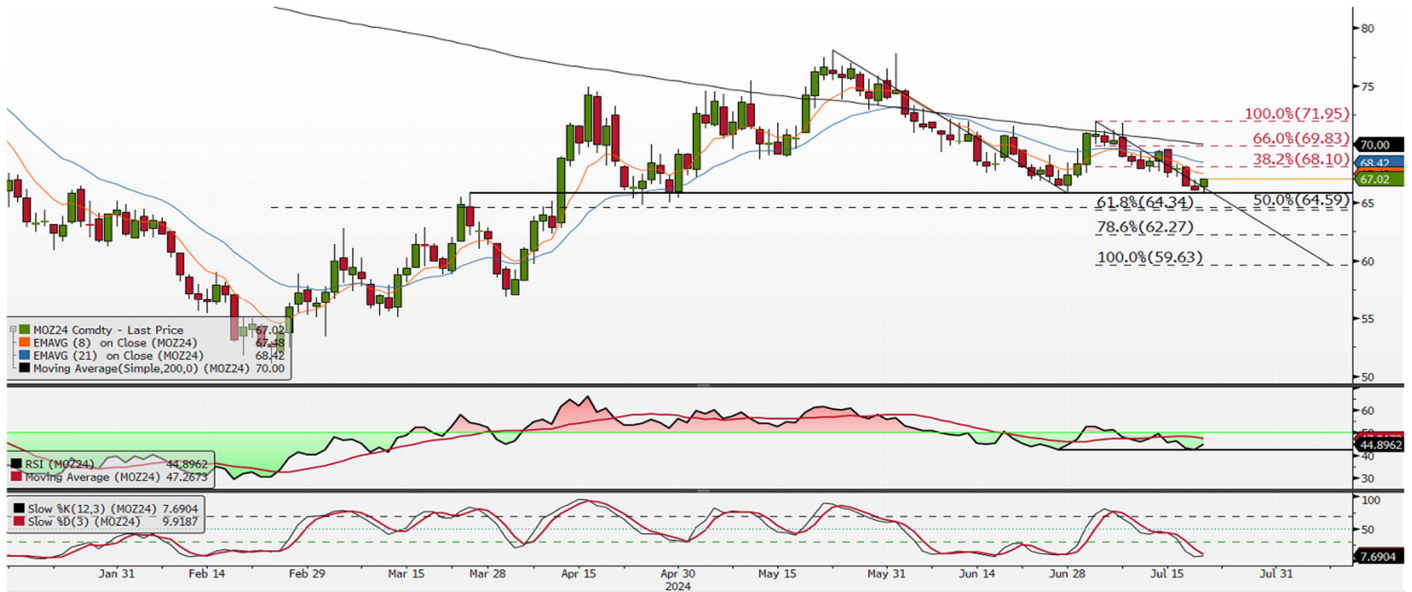 80
75
100.0%(71.95)
66.0%(69.83)
70.00
38.2%(68.10)
68.42
67.02
65
61.8%(64.34)
50.0%(64.59)
78.6%(62.27)
100.0%(59.63)
60
55
50
MOZ24 Comdty - Last Price 67.02
EMAVG (8) on Close (MOZ24) 67.48
EMAVG (21) on Close (MOZ24) 68.42
Moving Average(Simple,200,0) (MOZ24) 70.00
60
50
44.8962
40
30
RSI (MOZ24) 44.8962
Moving Average (MOZ24) 47.2673
100
50
7.6904
Slow %K(12,3) (MOZ24) 7.6904
Slow %D(3) (MOZ24) 9.9187
Jan 31 Feb 14 Feb 29 Mar 15 Mar 28 Apr 15 Apr 30 May 15 May 31 Jun 14 Jun 28 Jul 15 Jul 31
2024